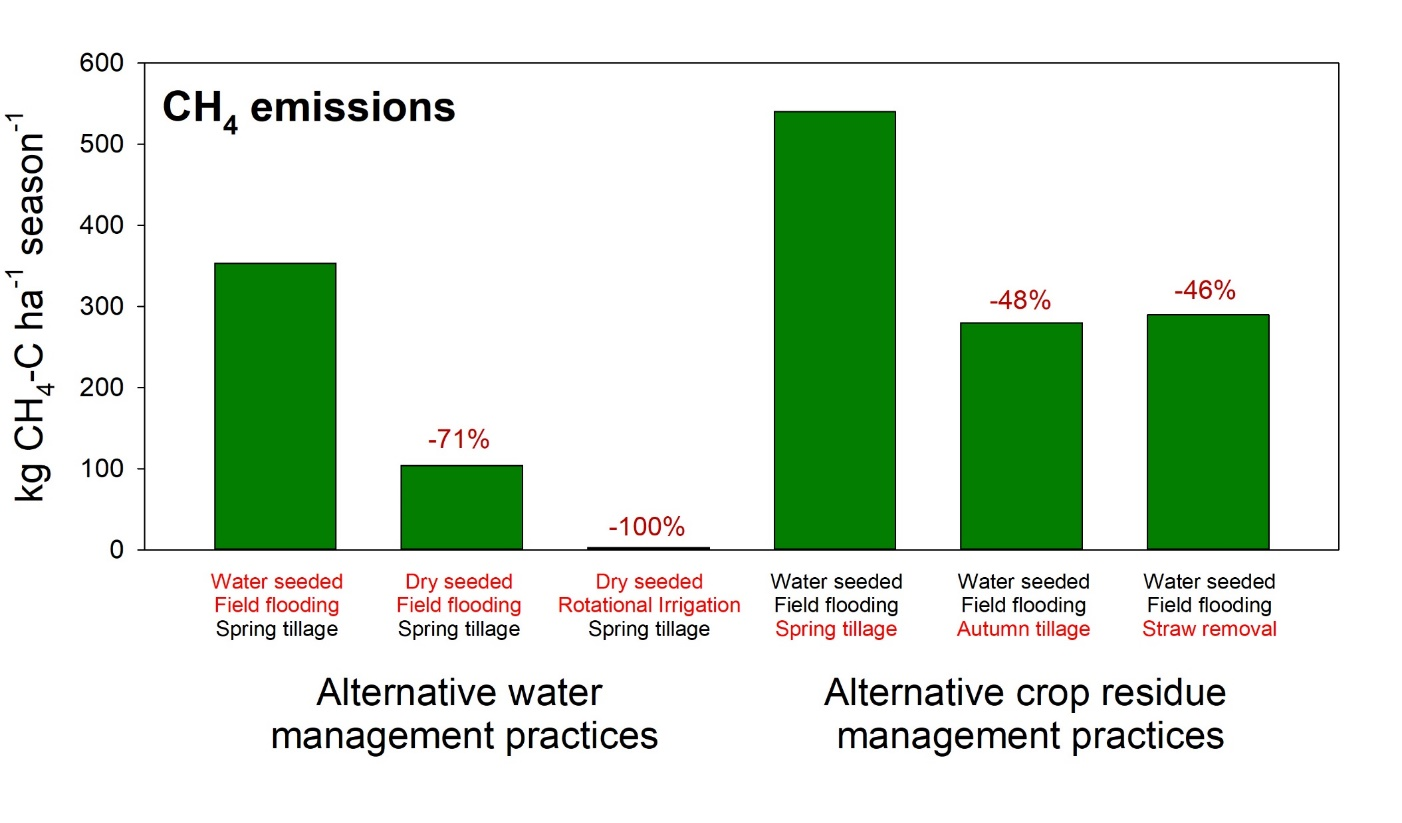 600
CH4 emissions
500
400
300
200
100
0
kg CH4-C ha-1 season-1
-71%
-100%
-48%
-46%
Water seeded
Field flooding
Spring tillage
Dry seeded
Field flooding
Spring tillage
Dry seeded
Rotational Irrigation
Spring tillage
Water seeded
Field flooding
Spring tillage
Water seeded
Field flooding
Autumn tillage
Water seeded
Field flooding
Straw removal
Alternative water
management practices
Alternative crop residue
management practices